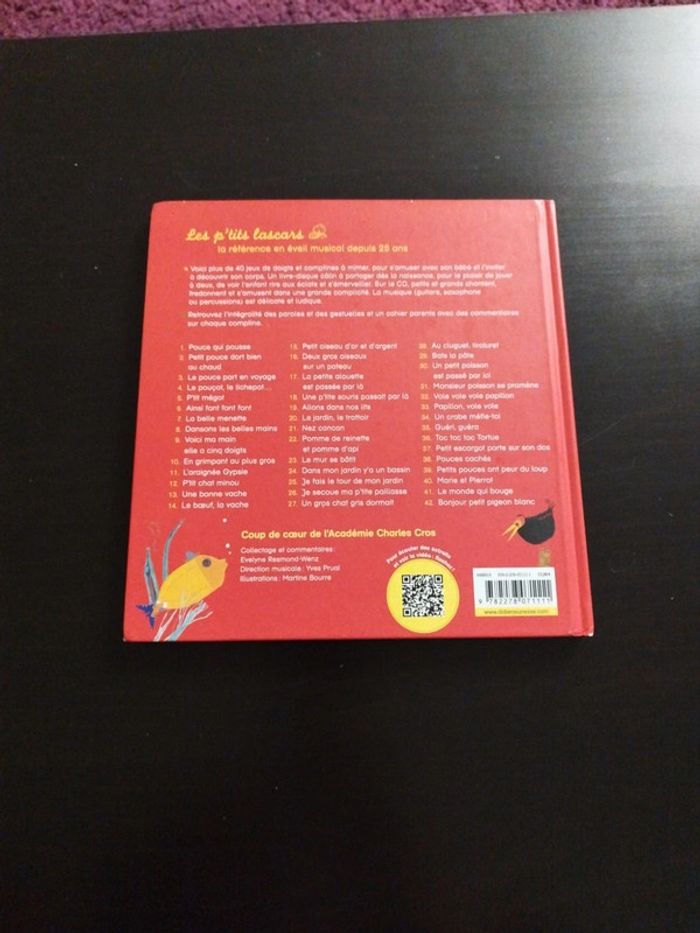 Les p'tits lascars
la référence en éveil musical depuis 25 ans
Voici plus de 40 jeux de doigts et comptines à mimer, pour s'amuser avec son bébé et l'inviter
à découvrir son corps. Un livre-disque câlin à partager dès la naissance, pour le plaisir de jouer
à deux, de voir l'enfant rire aux éclats et s'émerveiller. Sur le CD, petits et grands chantent,
fredonnent et s'amusent dans une grande complicité. La musique (guitare, saxophone
ou percussions) est délicate et ludique.
Retrouvez l'intégralité des paroles et des gestuelles et un cahier parents avec des commentaires
sur chaque comptine.
1. Pouce qui pousse
2. Petit pouce dort bien
au chaud
3. Le pouce part en voyage
4. Le pouçot, le lichepot...
5. P'tit mégot
6. Ainsi font font font
7. La belle menotte
8. Dansons les belles mains
9. Voici ma main
elle a cinq doigts
10. En grimpant au plus gros
11. L'araignée Gypsie
12. P'tit chat minou
13. Une bonne vache
14. Le bœuf, la vache
15. Petit oiseau d'or et d'argent
16. Deux gros oiseaux
sur un poteau
17. La petite alouette
est passée par là
18. Une p'tite souris passait par là
19. Allons dans nos lits
20. Le jardin, le trottoir
21. Nez cancan
22. Pomme de reinette
et pomme d'api
23. Le mur se bâtit
24. Dans mon jardin y'a un bassin
25. Je fais le tour de mon jardin
26. Je secoue ma p'tite paillasse
27. Un gros chat gris dormait
28. Au cluguet, tiroluret
29. Bats la pâte
30. Un petit poisson
est passé par ici
31. Monsieur poisson se promène
32. Vole vole vole papillon
33. Papillon, vole vole
34. Un crabe méfie-toi
35. Guéri, guéra
36. Toc toc toc Tortue
37. Petit escargot porte sur son dos
38. Pouces cachés
39. Petits pouces ont peur du loup
40. Marie et Pierrot
41. Le monde qui bouge
42. Bonjour petit pigeon blanc
Coup de cœur de l'Académie Charles Cros
Collectage et commentaires :
Evelyne Resmond-Wenz
Direction musicale : Yves Prual
Illustrations : Martine Bourre
Pour écouter des extraits
et voir la vidéo : flashez !
9 782278 071111
www.didierjeunesse.com